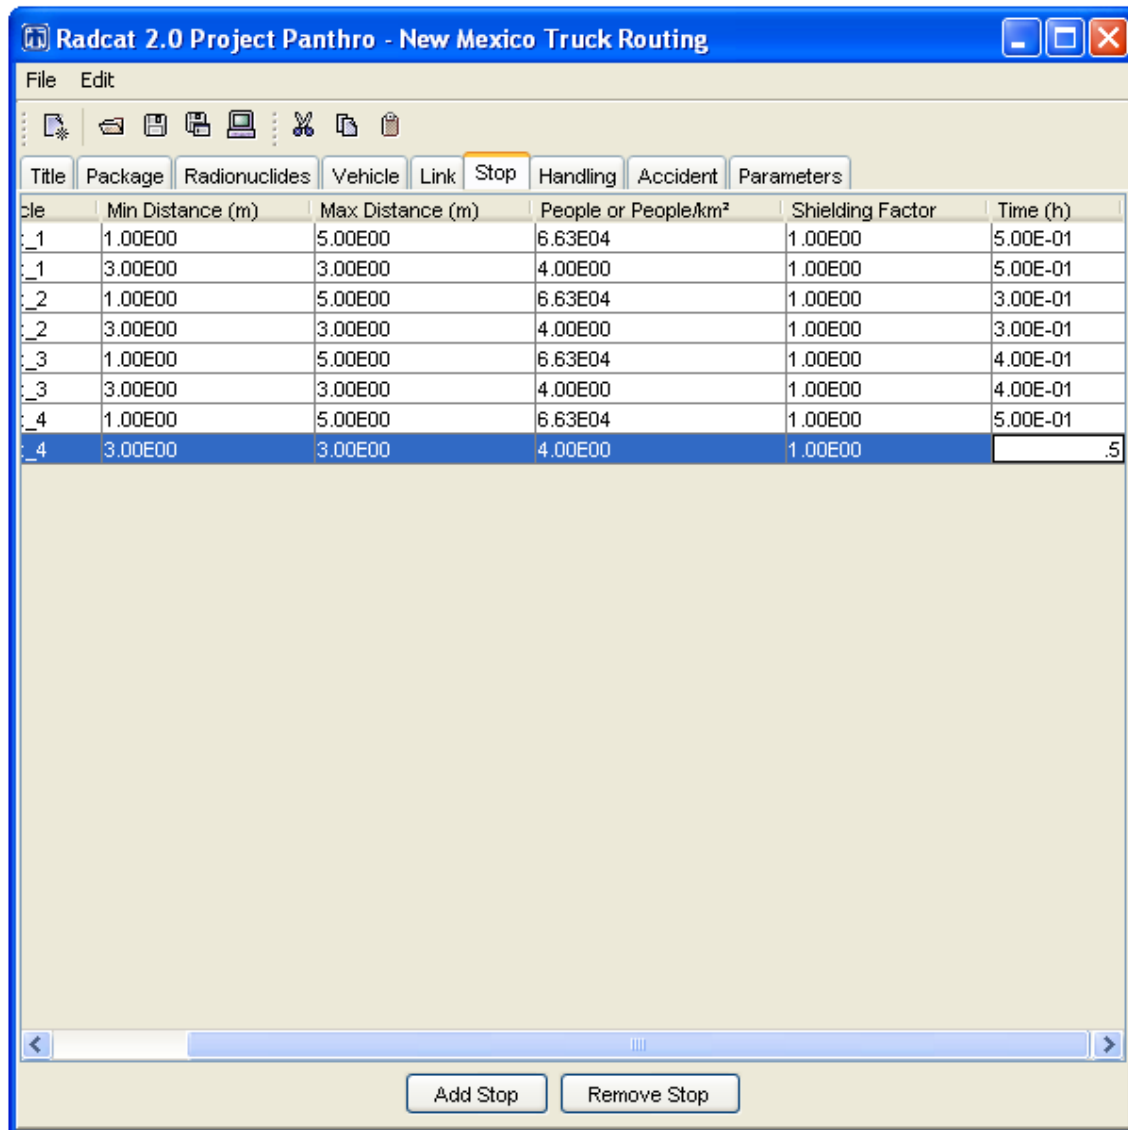 Radcat 2.0 Project Panthro - New Mexico Truck Routing
File Edit
Title Package Radionuclides Vehicle Link Stop Handling Accident Parameters
cle Min Distance (m) Max Distance (m) People or People/km² Shielding Factor Time (h)
:_1 1.00E00 5.00E00 6.63E04 1.00E00 5.00E-01
:_1 3.00E00 3.00E00 4.00E00 1.00E00 5.00E-01
:_2 1.00E00 5.00E00 6.63E04 1.00E00 3.00E-01
:_2 3.00E00 3.00E00 4.00E00 1.00E00 3.00E-01
:_3 1.00E00 5.00E00 6.63E04 1.00E00 4.00E-01
:_3 3.00E00 3.00E00 4.00E00 1.00E00 4.00E-01
:_4 1.00E00 5.00E00 6.63E04 1.00E00 5.00E-01
:_4 3.00E00 3.00E00 4.00E00 1.00E00 .5
Add Stop Remove Stop